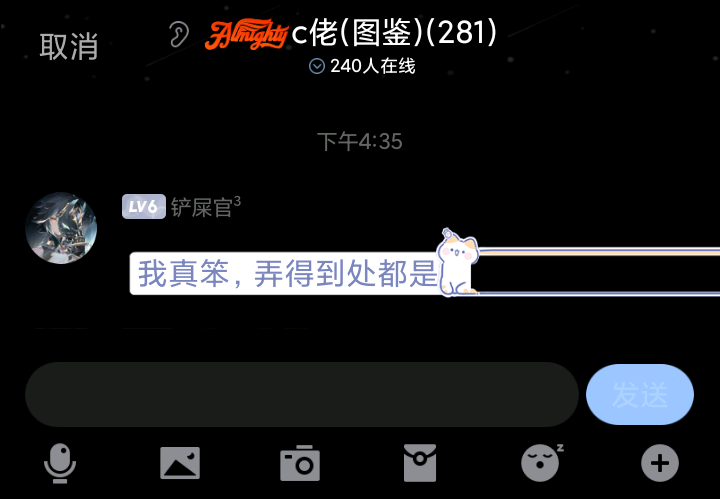 取消
Almighty c佬(图鉴)(281)
240人在线
下午4:35
LV6 铲屎官3
我真笨，弄得到处都是
发送
z